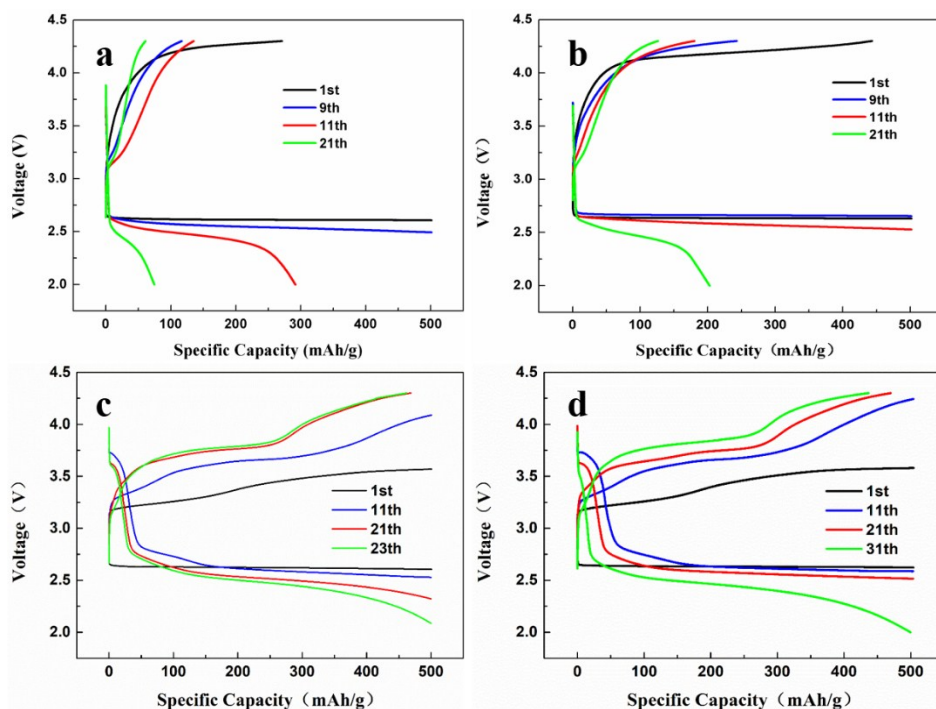 a
4.5
4.0
3.5
3.0
2.5
2.0
Voltage (V)
1st
9th
11th
21th
0 100 200 300 400 500
Specific Capacity (mAh/g)
b
4.5
4.0
3.5
3.0
2.5
2.0
Voltage（V）
1st
9th
11th
21th
0 100 200 300 400 500
Specific Capacity（mAh/g）
c
4.5
4.0
3.5
3.0
2.5
2.0
Voltage（V）
1st
11th
21th
23th
0 100 200 300 400 500
Specific Capacity（mAh/g）
d
4.5
4.0
3.5
3.0
2.5
2.0
Voltage（V）
1st
11th
21th
31th
0 100 200 300 400 500
Specific Capacity（mAh/g）